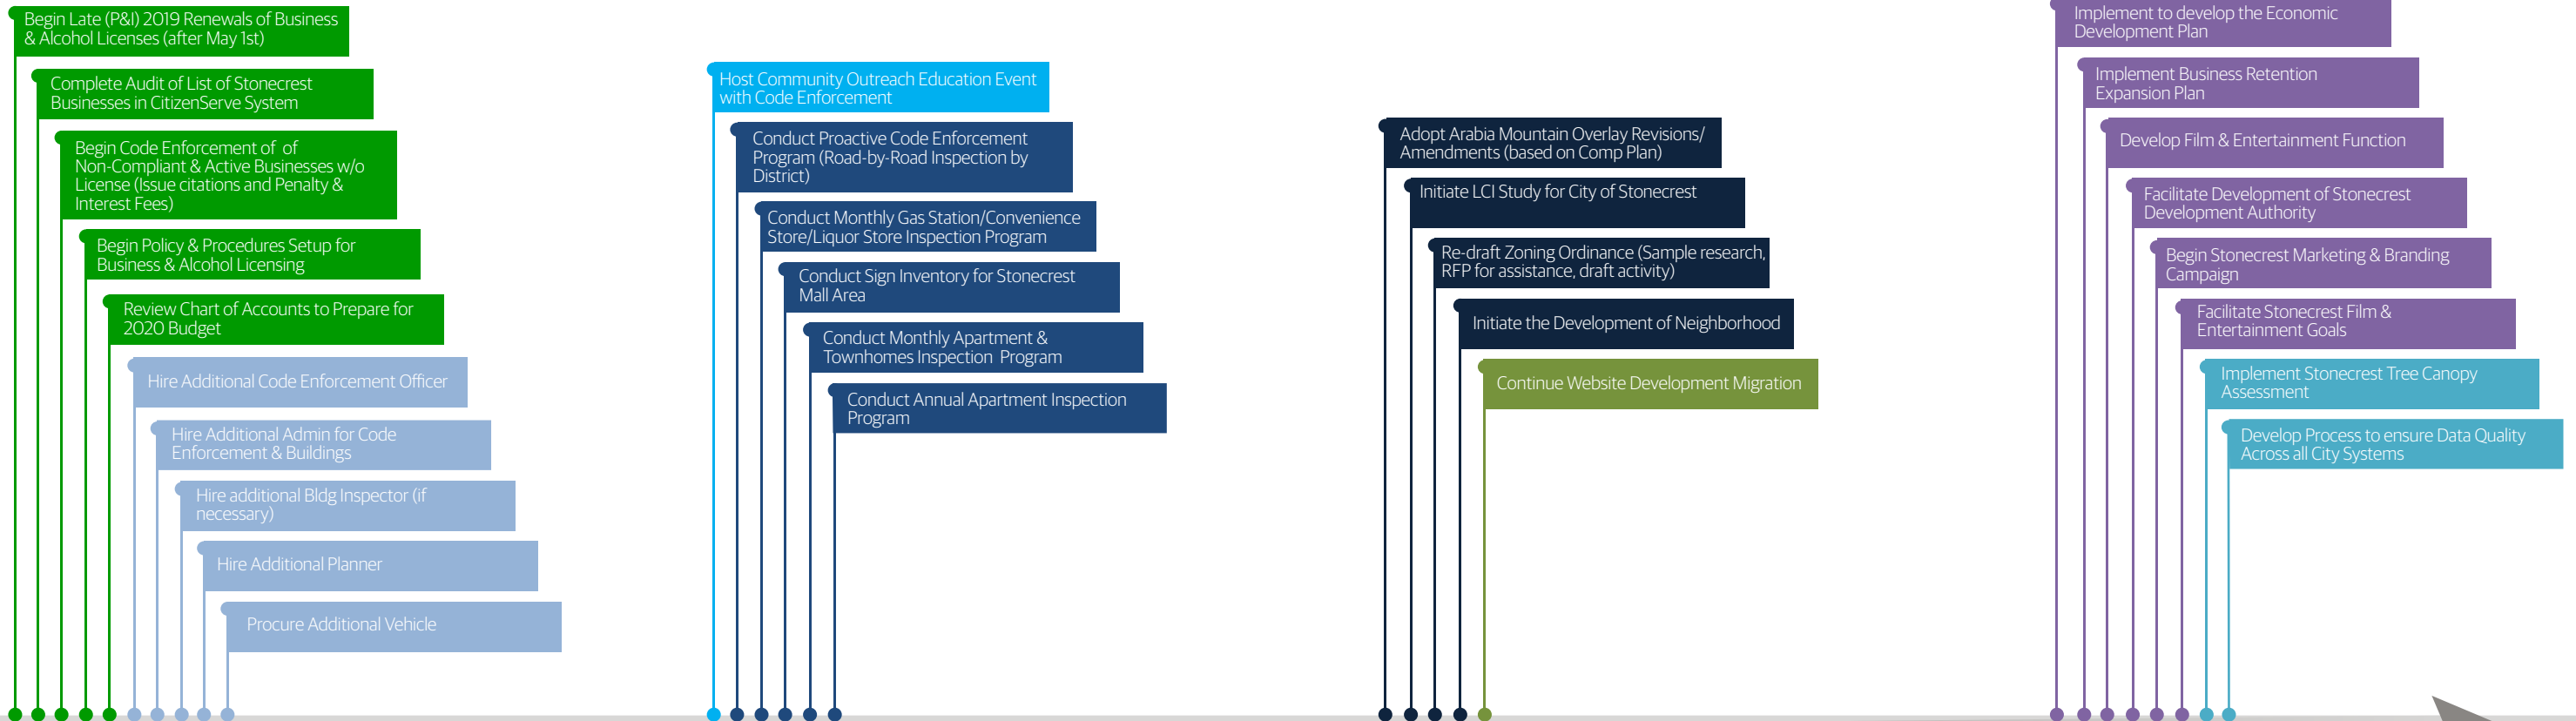 Begin Late (P&I) 2019 Renewals of Business
& Alcohol Licenses (after May 1st)
Complete Audit of List of Stonecrest
Businesses in CitizenServe System
Begin Code Enforcement of of
Non-Compliant & Active Businesses w/o
License (Issue citations and Penalty &
Interest Fees)
Begin Policy & Procedures Setup for
Business & Alcohol Licensing
Review Chart of Accounts to Prepare for
2020 Budget
Hire Additional Code Enforcement Officer
Hire Additional Admin for Code
Enforcement & Buildings
Hire additional Bldg Inspector (if
necessary)
Hire Additional Planner
Procure Additional Vehicle
Host Community Outreach Education Event
with Code Enforcement
Conduct Proactive Code Enforcement
Program (Road-by-Road Inspection by
District)
Conduct Monthly Gas Station/Convenience
Store/Liquor Store Inspection Program
Conduct Sign Inventory for Stonecrest
Mall Area
Conduct Monthly Apartment &
Townhomes Inspection Program
Conduct Annual Apartment Inspection
Program
Adopt Arabia Mountain Overlay Revisions/
Amendments (based on Comp Plan)
Initiate LCI Study for City of Stonecrest
Re-draft Zoning Ordinance (Sample research,
RFP for assistance, draft activity)
Initiate the Development of Neighborhood
Continue Website Development Migration
Implement to develop the Economic
Development Plan
Implement Business Retention
Expansion Plan
Develop Film & Entertainment Function
Facilitate Development of Stonecrest
Development Authority
Begin Stonecrest Marketing & Branding
Campaign
Facilitate Stonecrest Film &
Entertainment Goals
Implement Stonecrest Tree Canopy
Assessment
Develop Process to ensure Data Quality
Across all City Systems